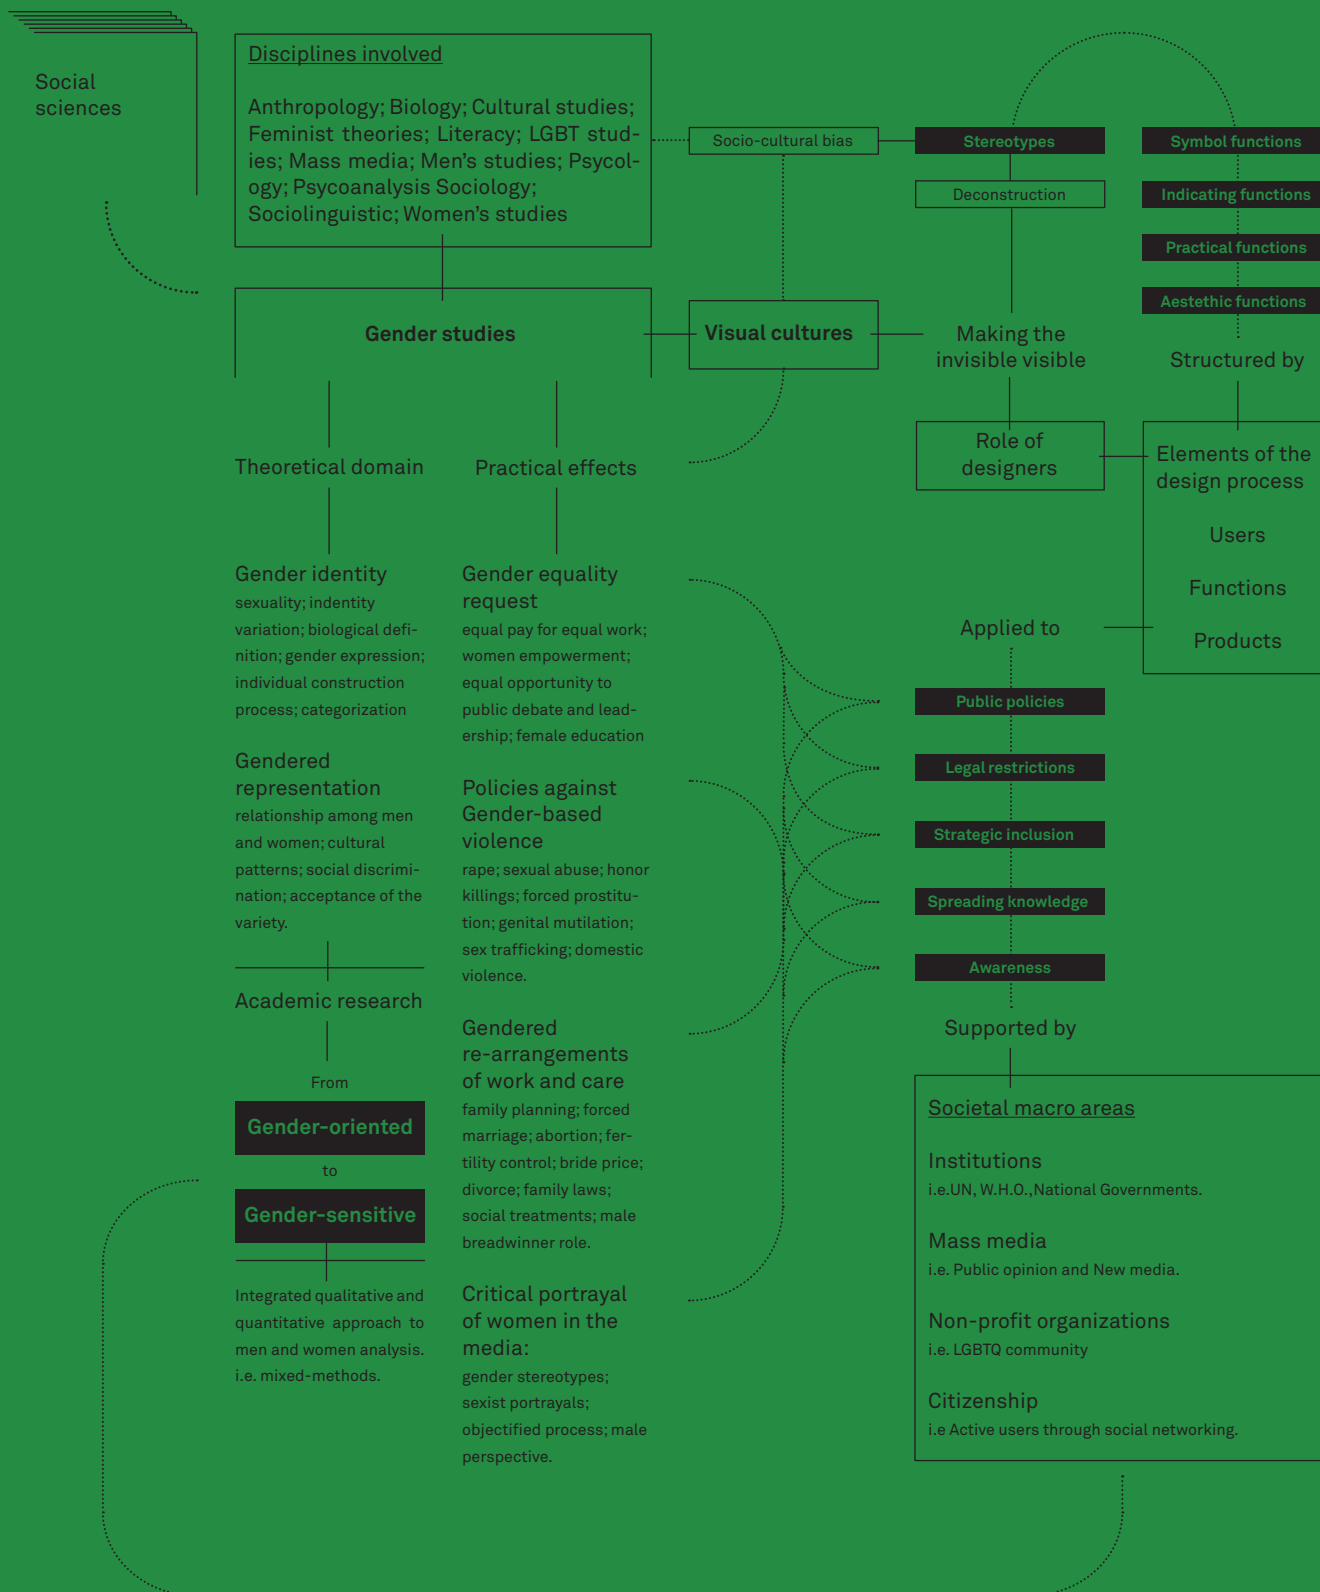 Social
sciences
Disciplines involved
Anthropology; Biology; Cultural studies;
Feminist theories; Literacy; LGBT stud-
ies; Mass media; Men's studies; Psycol-
ogy; Psycoanalysis Sociology;
Sociolinguistic; Women's studies
Socio-cultural bias
Stereotypes
Deconstruction
Symbol functions
Indicating functions
Practical functions
Aestethic functions
Gender studies
Visual cultures
Making the
invisible visible
Structured by
Role of
designers
Elements of the
design process
Users
Functions
Products
Theoretical domain
Gender identity
sexuality; indentity
variation; biological defi-
nition; gender expression;
individual construction
process; categorization
Gendered
representation
relationship among men
and women; cultural
patterns; social discrimi-
nation; acceptance of the
variety.
Academic research
From
Gender-oriented
to
Gender-sensitive
Integrated qualitative and
quantitative approach to
men and women analysis.
i.e. mixed-methods.
Practical effects
Gender equality
request
equal pay for equal work;
women empowerment;
equal opportunity to
public debate and lead-
ership; female education
Policies against
Gender-based
violence
rape; sexual abuse; honor
killings; forced prostitu-
tion; genital mutilation;
sex trafficking; domestic
violence.
Gendered
re-arrangements
of work and care
family planning; forced
marriage; abortion; fer-
tility control; bride price;
divorce; family laws;
social treatments; male
breadwinner role.
Critical portrayal
of women in the
media:
gender stereotypes;
sexist portrayals;
objectified process; male
perspective.
Applied to
Public policies
Legal restrictions
Strategic inclusion
Spreading knowledge
Awareness
Supported by
Societal macro areas
Institutions
i.e.UN, W.H.O.,National Governments.
Mass media
i.e. Public opinion and New media.
Non-profit organizations
i.e. LGBTQ community
Citizenship
i.e Active users through social networking.